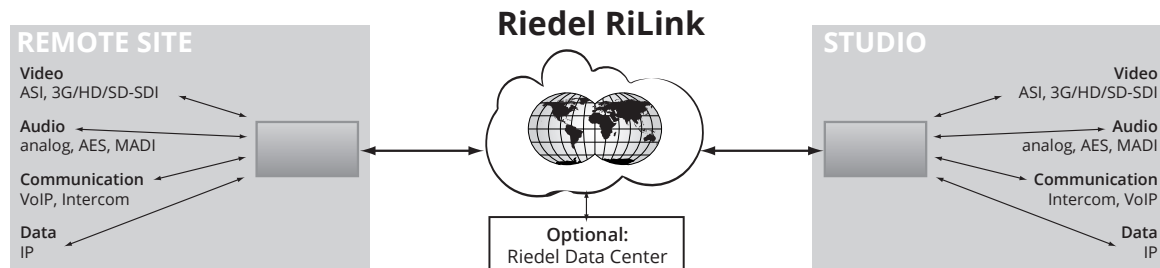 Riedel RiLink
REMOTE SITE
Video
ASI, 3G/HD/SD-SDI
Audio
analog, AES, MADI
Communication
VoIP, Intercom
Data
IP
Optional:
Riedel Data Center
STUDIO
Video
ASI, 3G/HD/SD-SDI
Audio
analog, AES, MADI
Communication
Intercom, VoIP
Data
IP